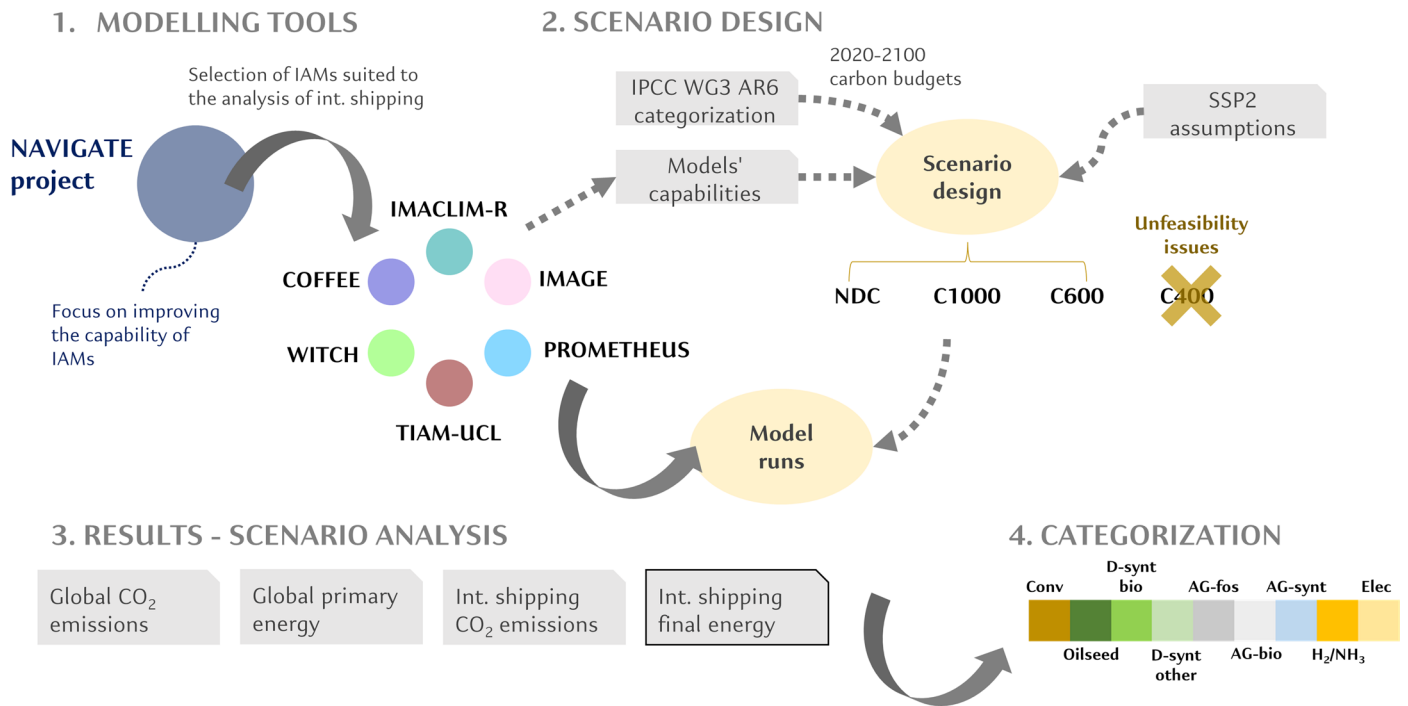 1. MODELLING TOOLS
Selection of IAMs suited to
the analysis of int. shipping
NAVIGATE
project
Focus on improving
the capability of
IAMs
IMACLIM-R
COFFEE
IMAGE
WITCH
PROMETHEUS
TIAM-UCL
2. SCENARIO DESIGN
2020-2100
carbon budgets
IPCC WG3 AR6
categorization
Models'
capabilities
SSP2
assumptions
Scenario
design
Unfeasibility
issues
NDC
C1000
C600
C400
Model
runs
3. RESULTS - SCENARIO ANALYSIS
Global CO₂
emissions
Global primary
energy
Int. shipping
CO₂ emissions
Int. shipping
final energy
4. CATEGORIZATION
Conv
D-synt
bio
AG-fos
AG-synt
Elec
Oilseed
D-synt
other
AG-bio
H₂/NH₃